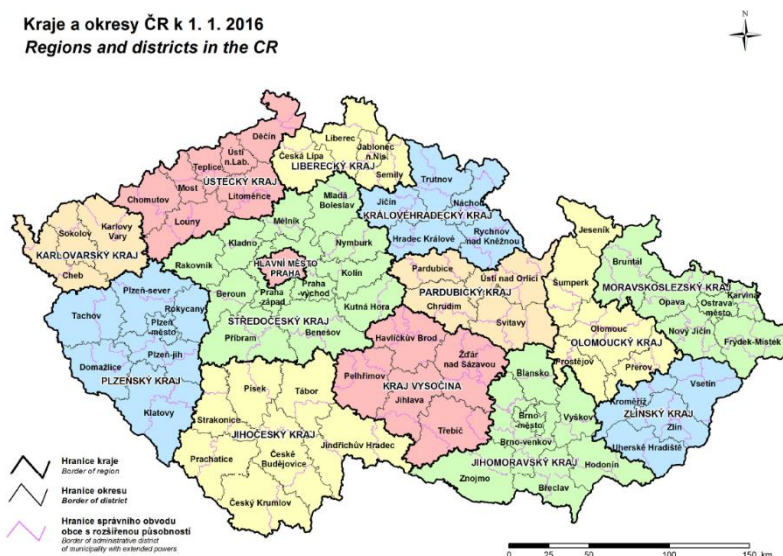 Kraje a okresy ČR k 1. 1. 2016
Regions and districts in the CR
N
Děčín
Liberec
Ústí
n.Lab.
Jablonec
n.Nis.
Česká Lípa
Teplice
LIBERECKÝ KRAJ
ÚSTECKÝ KRAJ
Semily
Trutnov
Most
Litoměřice
Chomutov
Mladá
Boleslav
Jičín
Náchod
Louny
Mělník
KRÁLOVÉHRADECKÝ KRAJ
Jeseník
Karlovy
Vary
Sokolov
Kladno
Nymburk
Hradec Králové
Rychnov
nad Kněžnou
Rakovník
KARLOVARSKÝ KRAJ
HLAVNÍ MĚSTO
PRAHA
Kolín
Pardubice
Ústí nad Orlicí
Šumperk
Bruntál
Cheb
Plzeň-sever
Beroun
Praha
západ
Praha
východ
PARDUBICKÝ KRAJ
MORAVSKOSLEZSKÝ KRAJ
Karviná
Tachov
Rokycany
Kutná Hora
Chrudim
Opava
Ostrava-
město
STŘEDOČESKÝ KRAJ
Svitavy
Plzeň
město
Příbram
Benešov
Havlíčkův Brod
Olomouc
Nový Jičín
OLOMOUCKÝ KRAJ
Frýdek-Místek
Plzeň-jih
Žďár
nad Sázavou
Prostějov
Domažlice
PLZEŇSKÝ KRAJ
Pelhřimov
KRAJ VYSOČINA
Blansko
Přerov
Vsetín
Klatovy
Písek
Tábor
Jihlava
Kroměříž
ZLÍNSKÝ KRAJ
Strakonice
Brno-
město
Vyškov
Zlín
JIHOČESKÝ KRAJ
Třebíč
Jindřichův Hradec
Brno-venkov
Uherské Hradiště
Prachatice
České
Budějovice
JIHOMORAVSKÝ KRAJ
Hodonín
Znojmo
Břeclav
Český Krumlov
Hranice kraje
Border of region
Hranice okresu
Border of district
Hranice správního obvodu
obce s rozšířenou působností
Border of administrative district
of municipality with extended powers
0 50 100 150 km